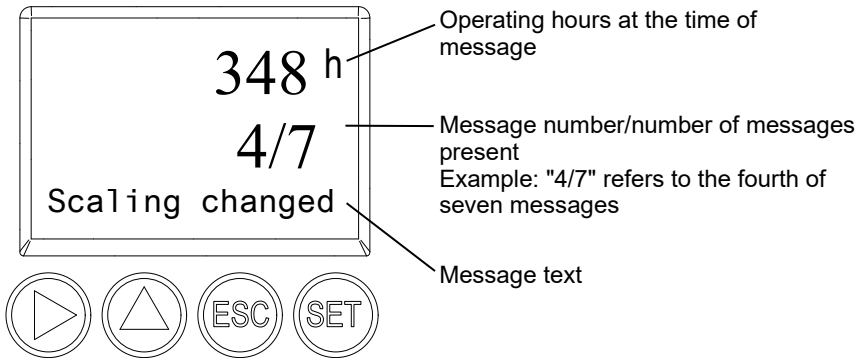 348 h
4/7
Scaling changed
ESC
SET
Operating hours at the time of
message
Message number/number of messages
present
Example: "4/7" refers to the fourth of
seven messages
Message text